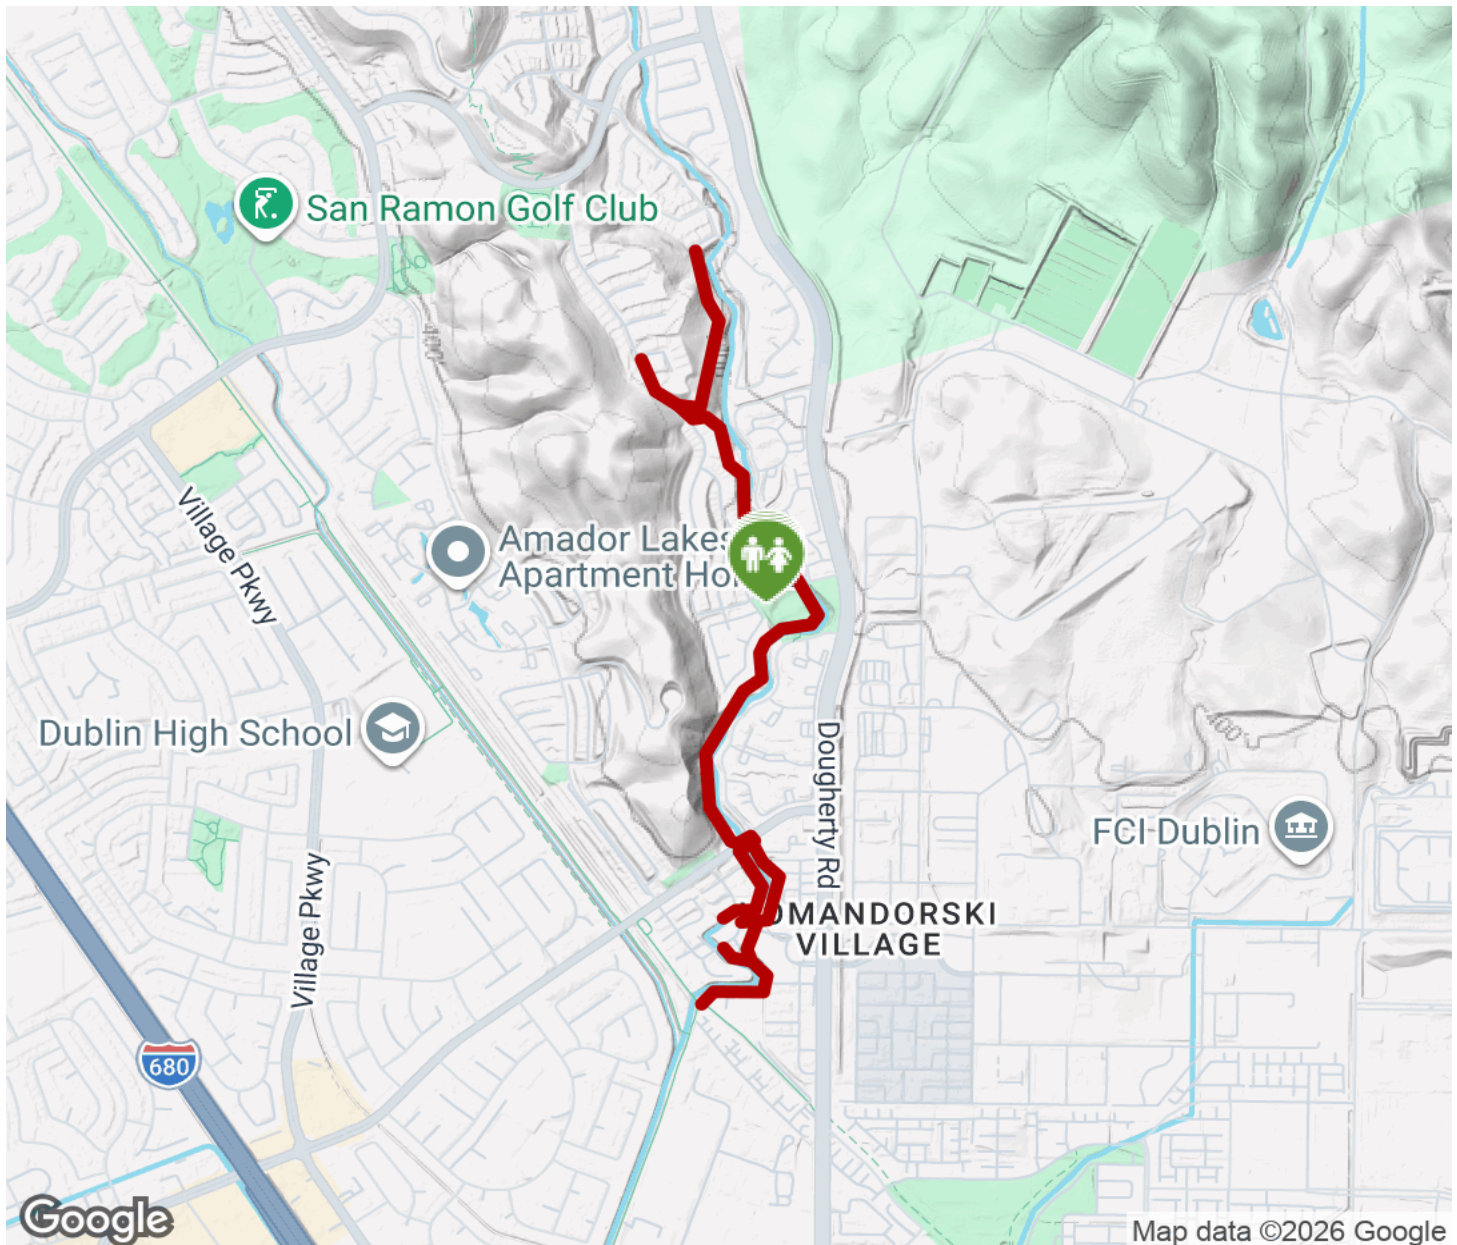 San Ramon Golf Club
400
Village Pkwy
Amador Lakes
Apartment Ho
Dublin High School
Dougherty Rd
400
FCI Dublin
OMANDORSKI
VILLAGE
Village Pkwy
680
Google
Map data ©2026 Google